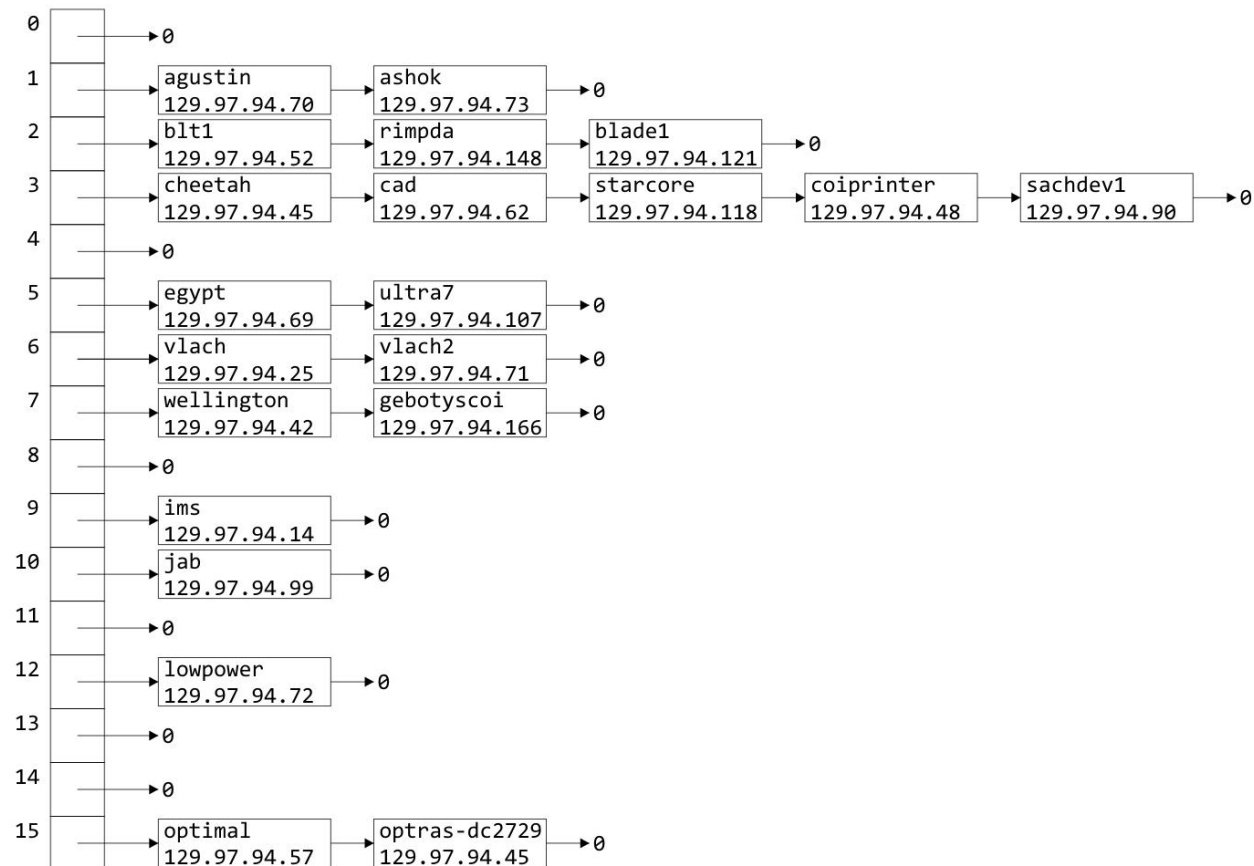 0
0
1
agustin
129.97.94.70
ashok
129.97.94.73
0
2
blt1
129.97.94.52
rimpda
129.97.94.148
blade1
129.97.94.121
0
3
cheetah
129.97.94.45
cad
129.97.94.62
starcore
129.97.94.118
coiprinter
129.97.94.48
sachdev1
129.97.94.90
0
4
0
5
egypt
129.97.94.69
ultra7
129.97.94.107
0
6
vlach
129.97.94.25
vlach2
129.97.94.71
0
7
wellington
129.97.94.42
gebotyscoi
129.97.94.166
0
8
0
9
ims
129.97.94.14
0
10
jab
129.97.94.99
0
11
0
12
lowpower
129.97.94.72
0
13
0
14
0
15
optimal
129.97.94.57
optras-dc2729
129.97.94.45
0